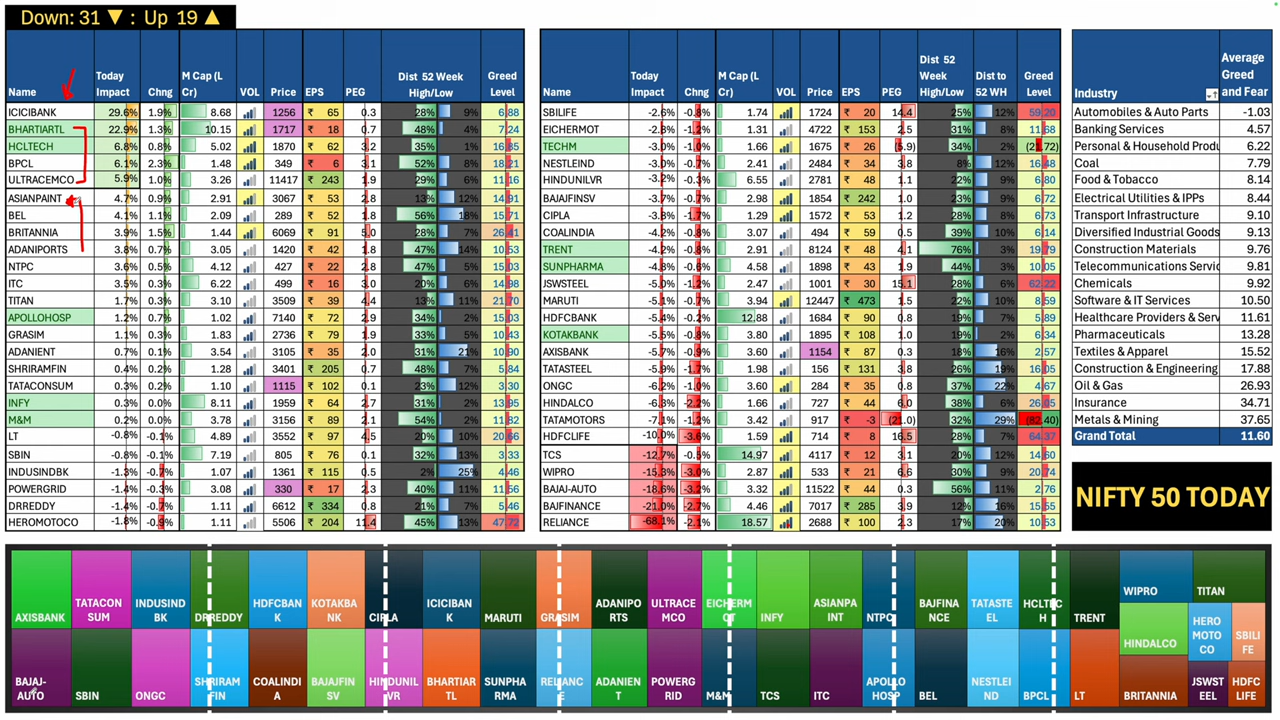 Down: 31 ▼ : Up 19 ▲
Name Today Impact Chng M Cap (L Cr) VOL Price EPS PEG Dist 52 Week High/Low Greed Level
ICICIBANK 29.6% 1.9% 8.68 1256 ₹ 65 0.3 28% 9% 6.88
BHARTIARTL 22.9% 1.3% 10.15 1717 ₹ 18 0.7 48% 4% 7.24
HCLTECH 6.8% 0.8% 5.02 1870 ₹ 62 3.2 35% 1% 16.85
BPCL 6.1% 2.3% 1.48 349 ₹ 6 3.1 52% 8% 18.21
ULTRACEMCO 5.9% 1.0% 3.26 11417 ₹ 243 1.9 29% 6% 14.63
ASIANPAINT 4.7% 0.9% 2.91 3067 ₹ 53 2.8 13% 12% 14.91
BEL 4.1% 1.1% 2.09 289 ₹ 52 1.8 56% 18% 15.71
BRITANNIA 3.9% 1.5% 1.44 6069 ₹ 91 5.0 28% 7% 26.41
ADANIPORTS 3.8% 0.7% 3.05 1420 ₹ 42 1.8 47% 14% 10.53
NTPC 3.6% 0.5% 4.12 427 ₹ 22 2.8 47% 5% 15.03
ITC 3.5% 0.3% 6.22 499 ₹ 16 3.0 20% 6% 14.98
TITAN 1.7% 0.3% 3.10 3509 ₹ 39 4.4 13% 11% 21.70
APOLLOHOSP 1.2% 0.7% 1.02 7140 ₹ 72 2.9 34% 2% 15.03
GRASIM 1.1% 0.3% 1.83 2736 ₹ 79 1.9 33% 5% 10.43
ADANIENT 0.7% 0.1% 3.54 3105 ₹ 35 2.0 31% 21% 10.90
SHRIRAMFIN 0.4% 0.2% 1.28 3401 ₹ 205 0.7 48% 7% 5.84
TATACONSUM 0.3% 0.2% 1.10 1115 ₹ 102 0.1 23% 12% 3.30
INFY 0.3% 0.0% 8.11 1959 ₹ 64 2.7 31% 2% 13.95
M&M 0.2% 0.0% 3.78 3156 ₹ 89 2.1 54% 2% 11.82
LT -0.8% -0.1% 4.89 3552 ₹ 97 4.5 20% 10% 20.66
SBIN -0.8% -0.1% 7.19 805 ₹ 76 0.1 32% 13% 3.33
INDUSINDBK -1.3% -0.7% 1.07 1361 ₹ 115 0.5 2% 25% 4.46
POWERGRID -1.4% -0.3% 3.08 330 ₹ 17 2.3 40% 11% 11.56
DRREDDY -1.4% -0.7% 1.11 6612 ₹ 334 0.8 21% 7% 5.46
HEROMOTOCO -1.8% -0.9% 1.11 5506 ₹ 204 11.4 45% 13% 47.72
Name Today Impact Chng M Cap (L Cr) VOL Price EPS PEG Dist 52 Week High/Low Dist to 52 WH Greed Level
SBILIFE -2.6% -1.2% 1.74 1724 ₹ 20 14.4 25% 12% 59.20
EICHERMOT -2.8% -1.2% 1.31 4722 ₹ 153 2.5 31% 8% 11.68
TECHM -3.0% -1.0% 1.66 1675 ₹ 26 (5.9) 34% 2% (21.72)
NESTLEIND -3.0% -0.7% 2.41 2484 ₹ 34 3.8 8% 12% 16.48
HINDUNILVR -3.2% -0.3% 6.55 2781 ₹ 48 1.1 22% 9% 6.80
BAJAJFINSV -3.7% -1.0% 2.91 1854 ₹ 242 1.0 23% 9% 6.73
CIPLA -3.8% -1.7% 1.29 1572 ₹ 53 1.2 28% 8% 6.72
COALINDIA -4.2% -1.0% 3.07 494 ₹ 59 0.5 39% 10% 6.14
TRENT -4.2% -0.8% 2.91 8124 ₹ 48 4.1 76% 3% 19.79
SUNPHARMA -4.3% -0.6% 4.58 1898 ₹ 43 1.9 44% 3% 10.05
JSWSTEEL -5.0% -1.2% 2.47 1001 ₹ 30 15.1 28% 6% 62.22
MARUTI -5.1% -0.7% 3.94 12447 ₹ 473 1.5 22% 10% 8.59
HDFCBANK -5.4% -0.2% 12.88 1684 ₹ 90 0.8 19% 7% 5.89
KOTAKBANK -5.5% -0.8% 3.80 1895 ₹ 108 1.0 19% 2% 6.34
AXISBANK -5.7% -0.9% 3.60 1154 ₹ 87 0.3 18% 16% 2.57
TATASTEEL -5.9% -1.7% 1.98 156 ₹ 131 3.8 26% 19% 16.05
ONGC -6.2% -1.0% 3.60 284 ₹ 35 0.8 37% 22% 4.67
HINDALCO -6.3% -2.2% 1.66 727 ₹ 44 6.0 38% 6% 26.05
TATAMOTORS -7.1% -1.2% 3.42 917 ₹ -3 (21.0) 32% 29% (82.40)
HDFCLIFE -10.0% -3.6% 1.59 714 ₹ 8 16.5 28% 7% 64.37
TCS -12.7% -0.5% 14.97 4117 ₹ 12 3.1 20% 12% 14.60
WIPRO -15.3% -3.0% 2.87 533 ₹ 21 6.6 30% 9% 20.74
BAJAJ-AUTO -18.6% -3.2% 3.32 11522 ₹ 44 0.3 56% 11% 2.76
BAJFINANCE -21.0% -2.7% 4.46 7007 ₹ 285 3.9 12% 16% 15.55
RELIANCE -68.1% -2.1% 18.57 2688 ₹ 100 2.3 17% 20% 10.53
Industry Average Greed and Fear
Automobiles & Auto Parts -1.03
Banking Services 4.57
Personal & Household Produ 6.22
Coal 7.79
Food & Tobacco 8.14
Electrical Utilities & IPPs 8.44
Transport Infrastructure 9.10
Diversified Industrial Goods 9.13
Construction Materials 9.76
Telecommunications Servic 9.81
Chemicals 9.92
Software & IT Services 10.50
Healthcare Providers & Serv 11.61
Pharmaceuticals 13.28
Textiles & Apparel 15.52
Construction & Engineering 17.88
Oil & Gas 26.93
Insurance 34.71
Metals & Mining 37.65
Grand Total 11.60
NIFTY 50 TODAY
AXISBANK TATACONSUM INDUSINDBK DRREDDY HDFCBANK KOTAKBANK CIPLA ICICIBANK MARUTI GRASIM ADANIPORTS ULTRACEMCO EICHERMOT INFY ASIANPAINT NTPC BAJFINANCE TATASTEEL HCLTECH TRENT WIPRO TITAN
HINDALCO HEROMOTOCO SBILIFE
BAJAJ-AUTO SBIN ONGC SHRIRAMFIN COALINDIA BAJAJFINSV HINDUNILVR BHARTIARTL SUNPHARMA RELIANCE ADANIENT POWERGRID M&M TCS ITC APOLLOHOSP BEL NESTLEIND BPCL LT BRITANNIA JSWSTEEL HDFCLIFE